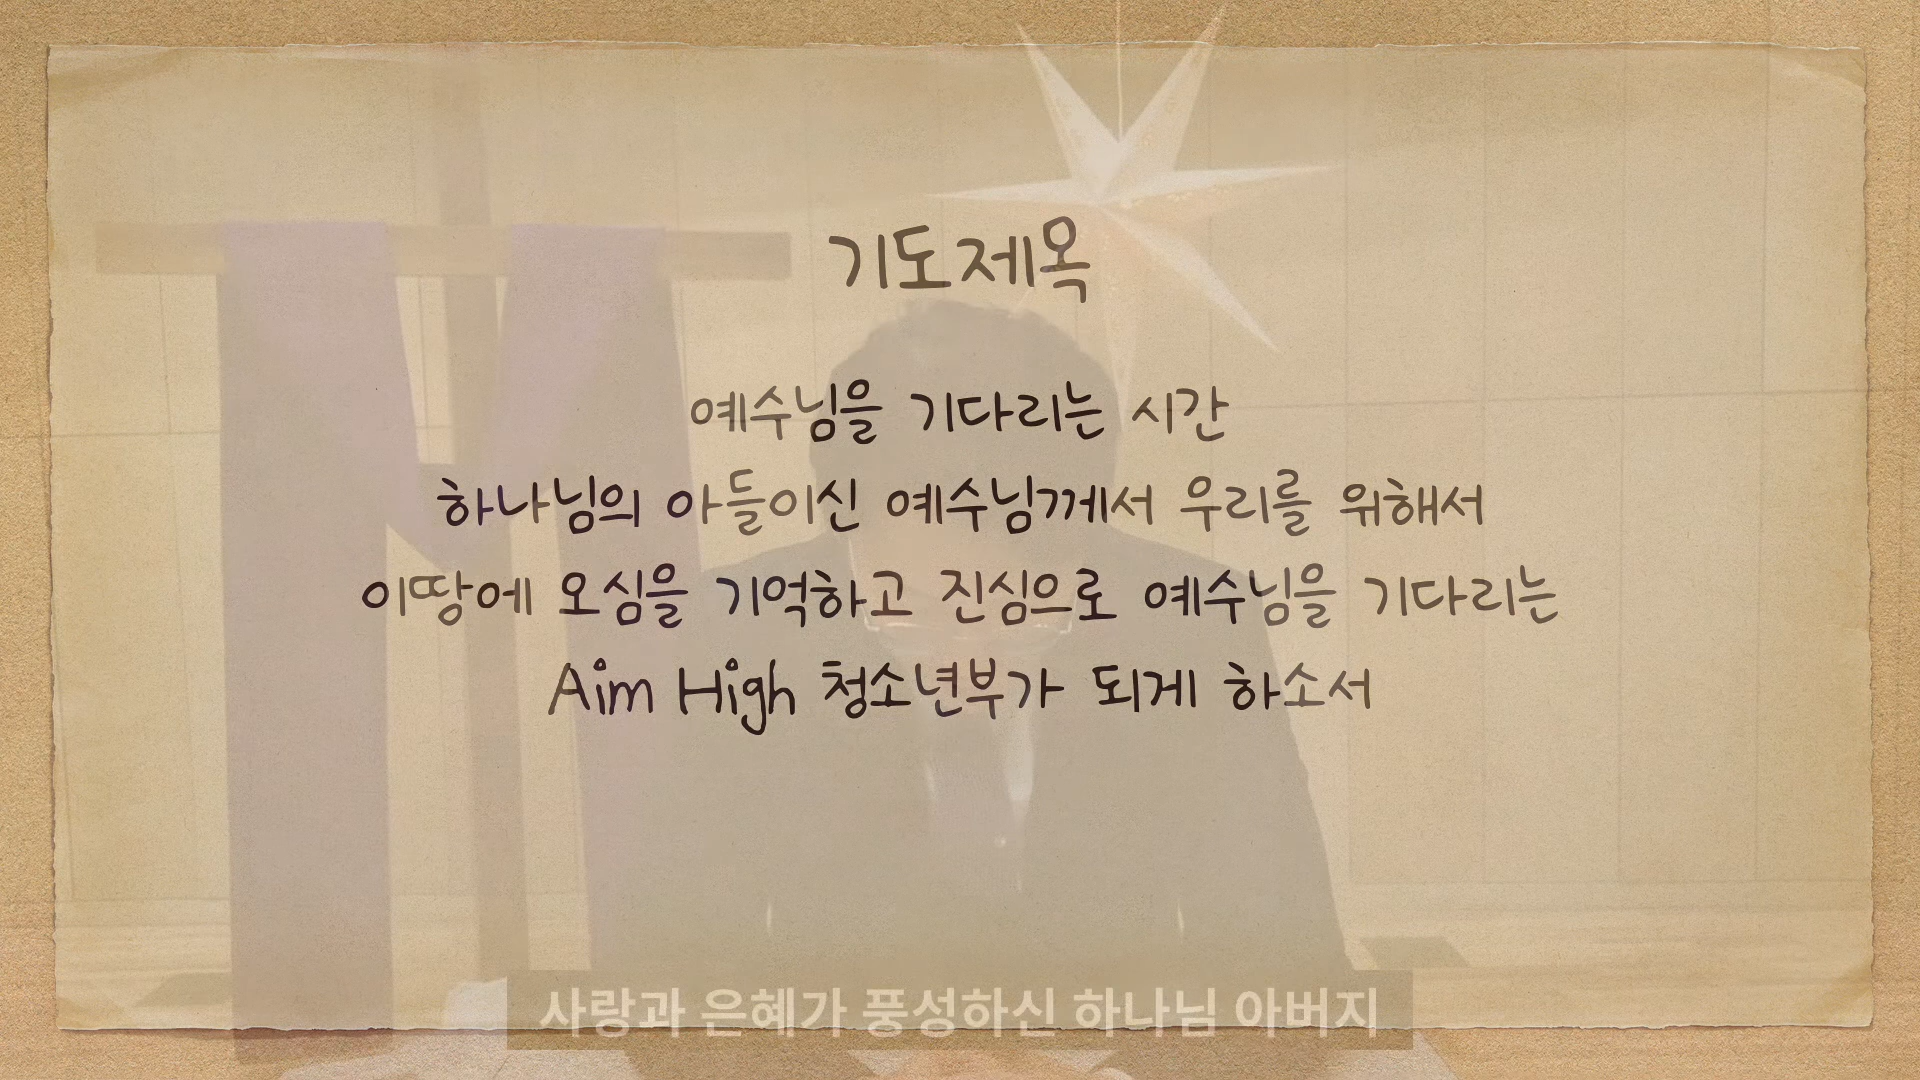 기도제목
예수님을 기다리는 시간
하나님의 아들이신 예수님께서 우리를 위해서
이땅에 오심을 기억하고 진심으로 예수님을 기다리는
Aim High 청소년부가 되게 하소서
사랑과 은혜가 풍성하신 하나님 아버지